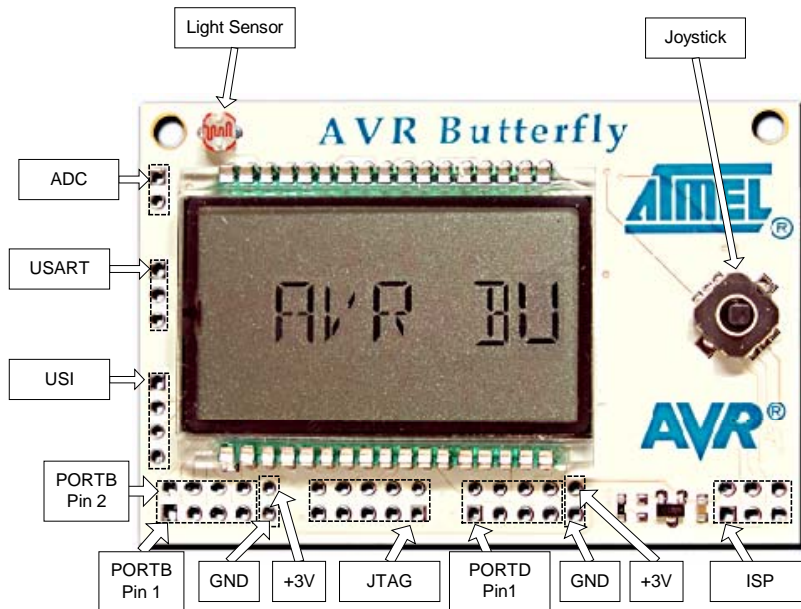 Light Sensor
Joystick
AVR Butterfly
ADC
ATMEL®
USART
AVR BU
USI
AVR®
PORTB
Pin 2
PORTB
Pin 1
GND
+3V
JTAG
PORTD
Pin1
GND
+3V
ISP